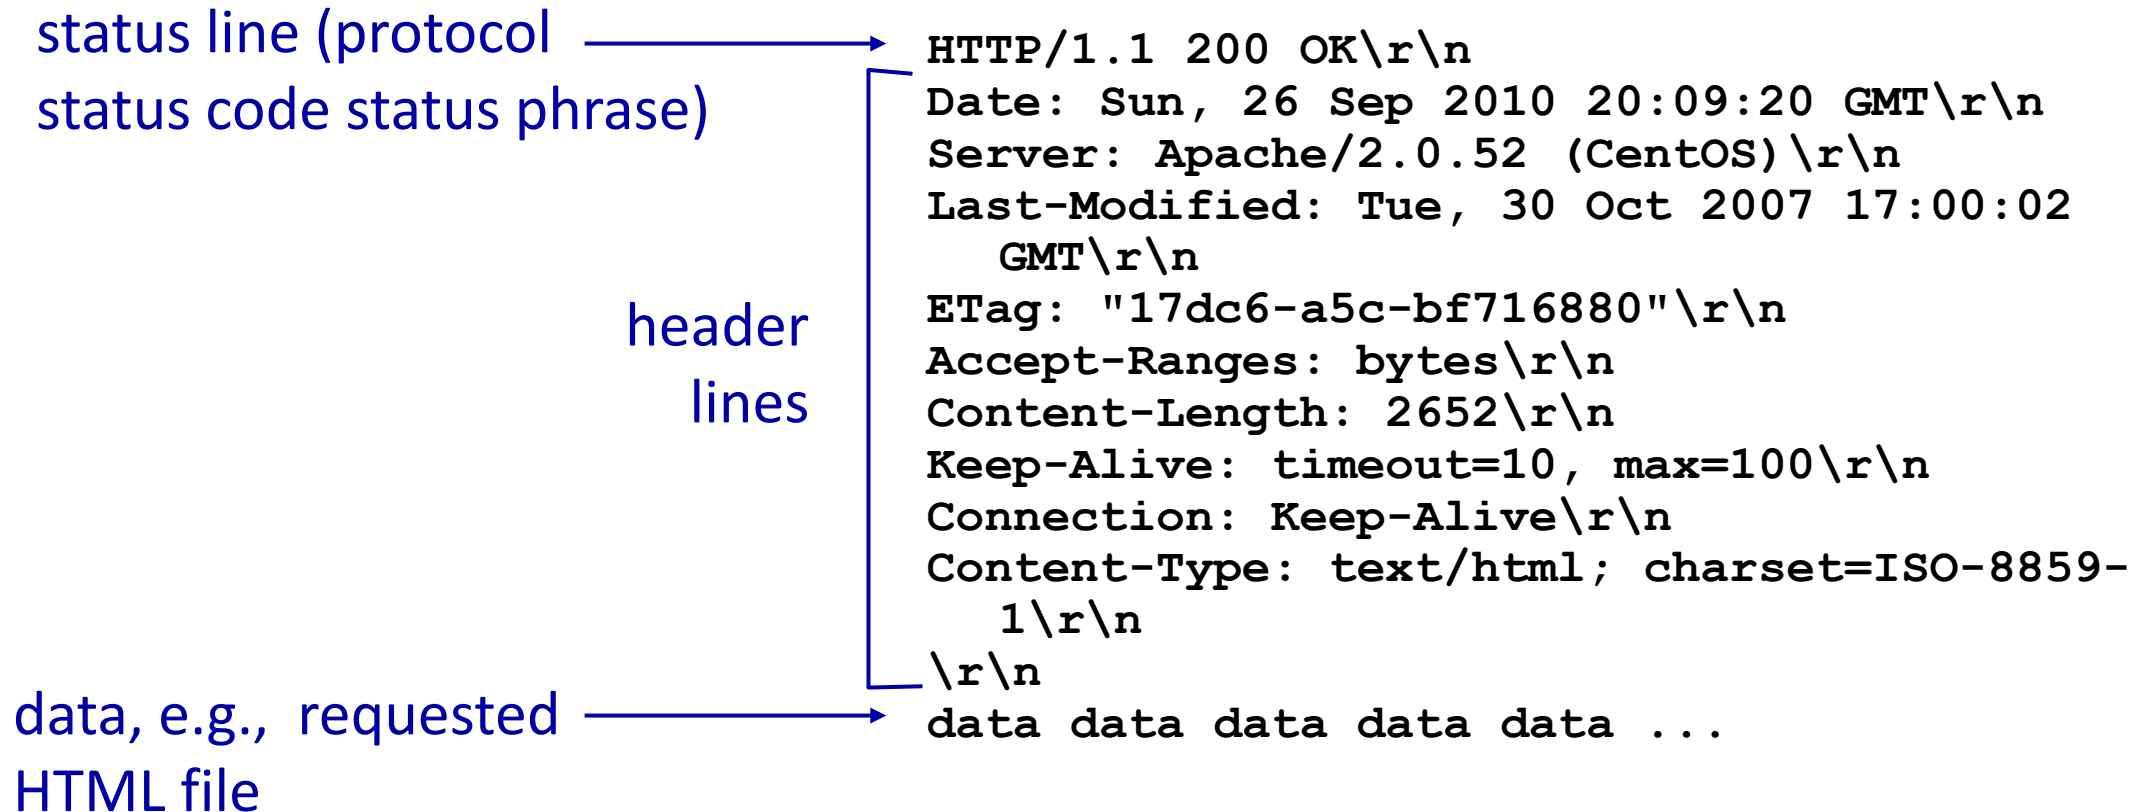 status line (protocol
status code status phrase)
header
lines
data, e.g., requested
HTML file
HTTP/1.1 200 OK\r\n
Date: Sun, 26 Sep 2010 20:09:20 GMT\r\n
Server: Apache/2.0.52 (CentOS)\r\n
Last-Modified: Tue, 30 Oct 2007 17:00:02
GMT\r\n
ETag: "17dc6-a5c-bf716880"\r\n
Accept-Ranges: bytes\r\n
Content-Length: 2652\r\n
Keep-Alive: timeout=10, max=100\r\n
Connection: Keep-Alive\r\n
Content-Type: text/html; charset=ISO-8859-
1\r\n
\r\n
data data data data data ...